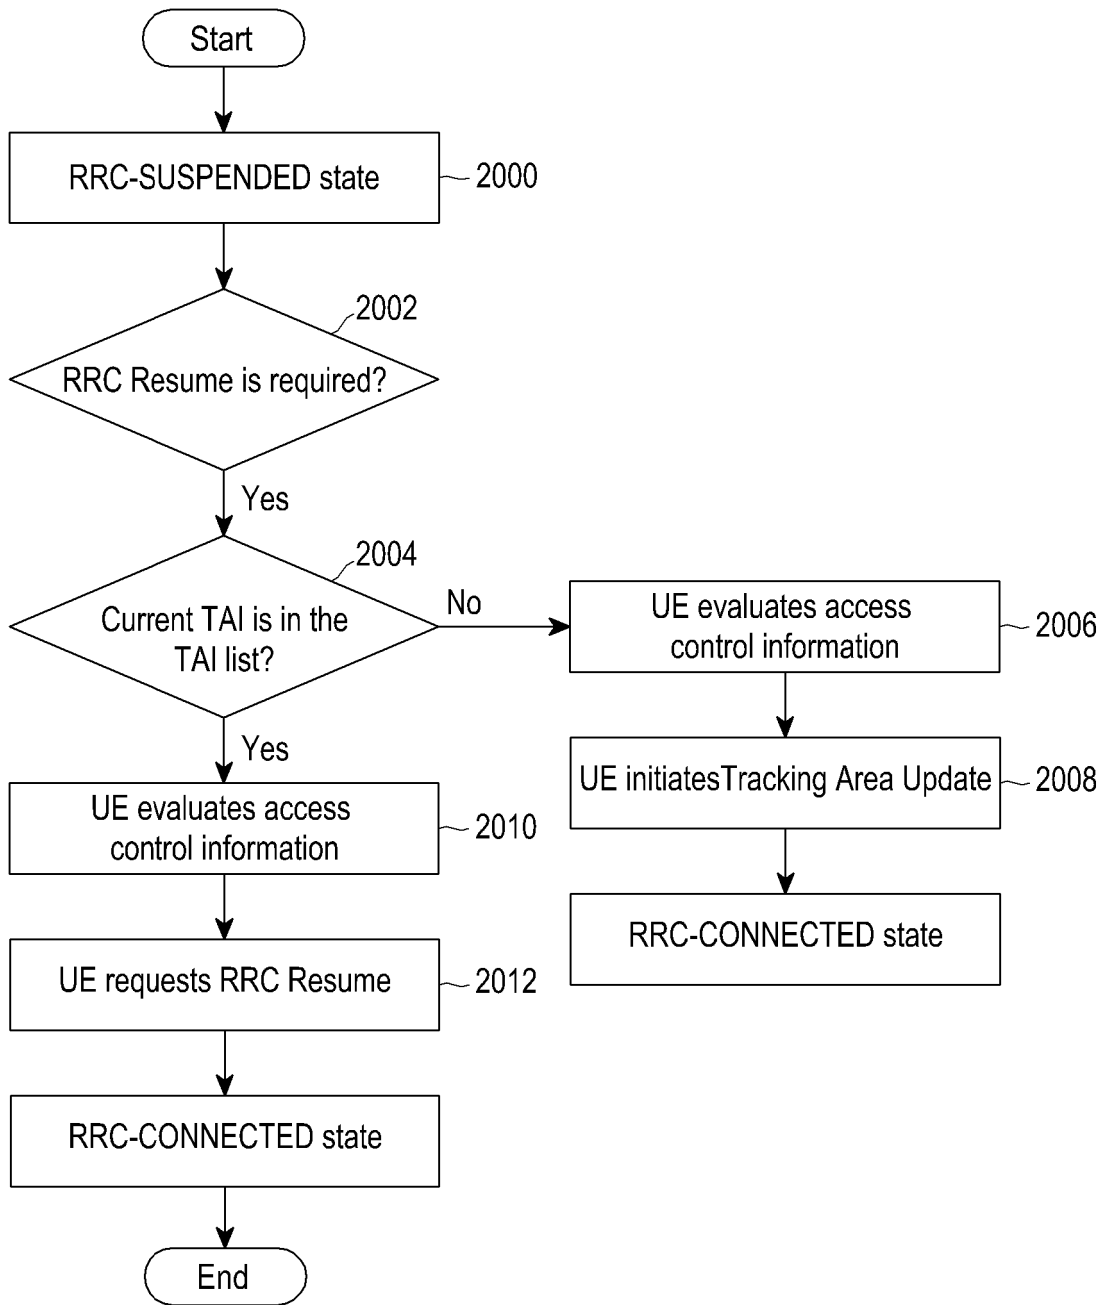 Start
RRC-SUSPENDED state
2000
2002
RRC Resume is required?
Yes
2004
Current TAI is in the
TAI list?
No
UE evaluates access
control information
2006
UE initiatesTracking Area Update
2008
RRC-CONNECTED state
Yes
UE evaluates access
control information
2010
UE requests RRC Resume
2012
RRC-CONNECTED state
End